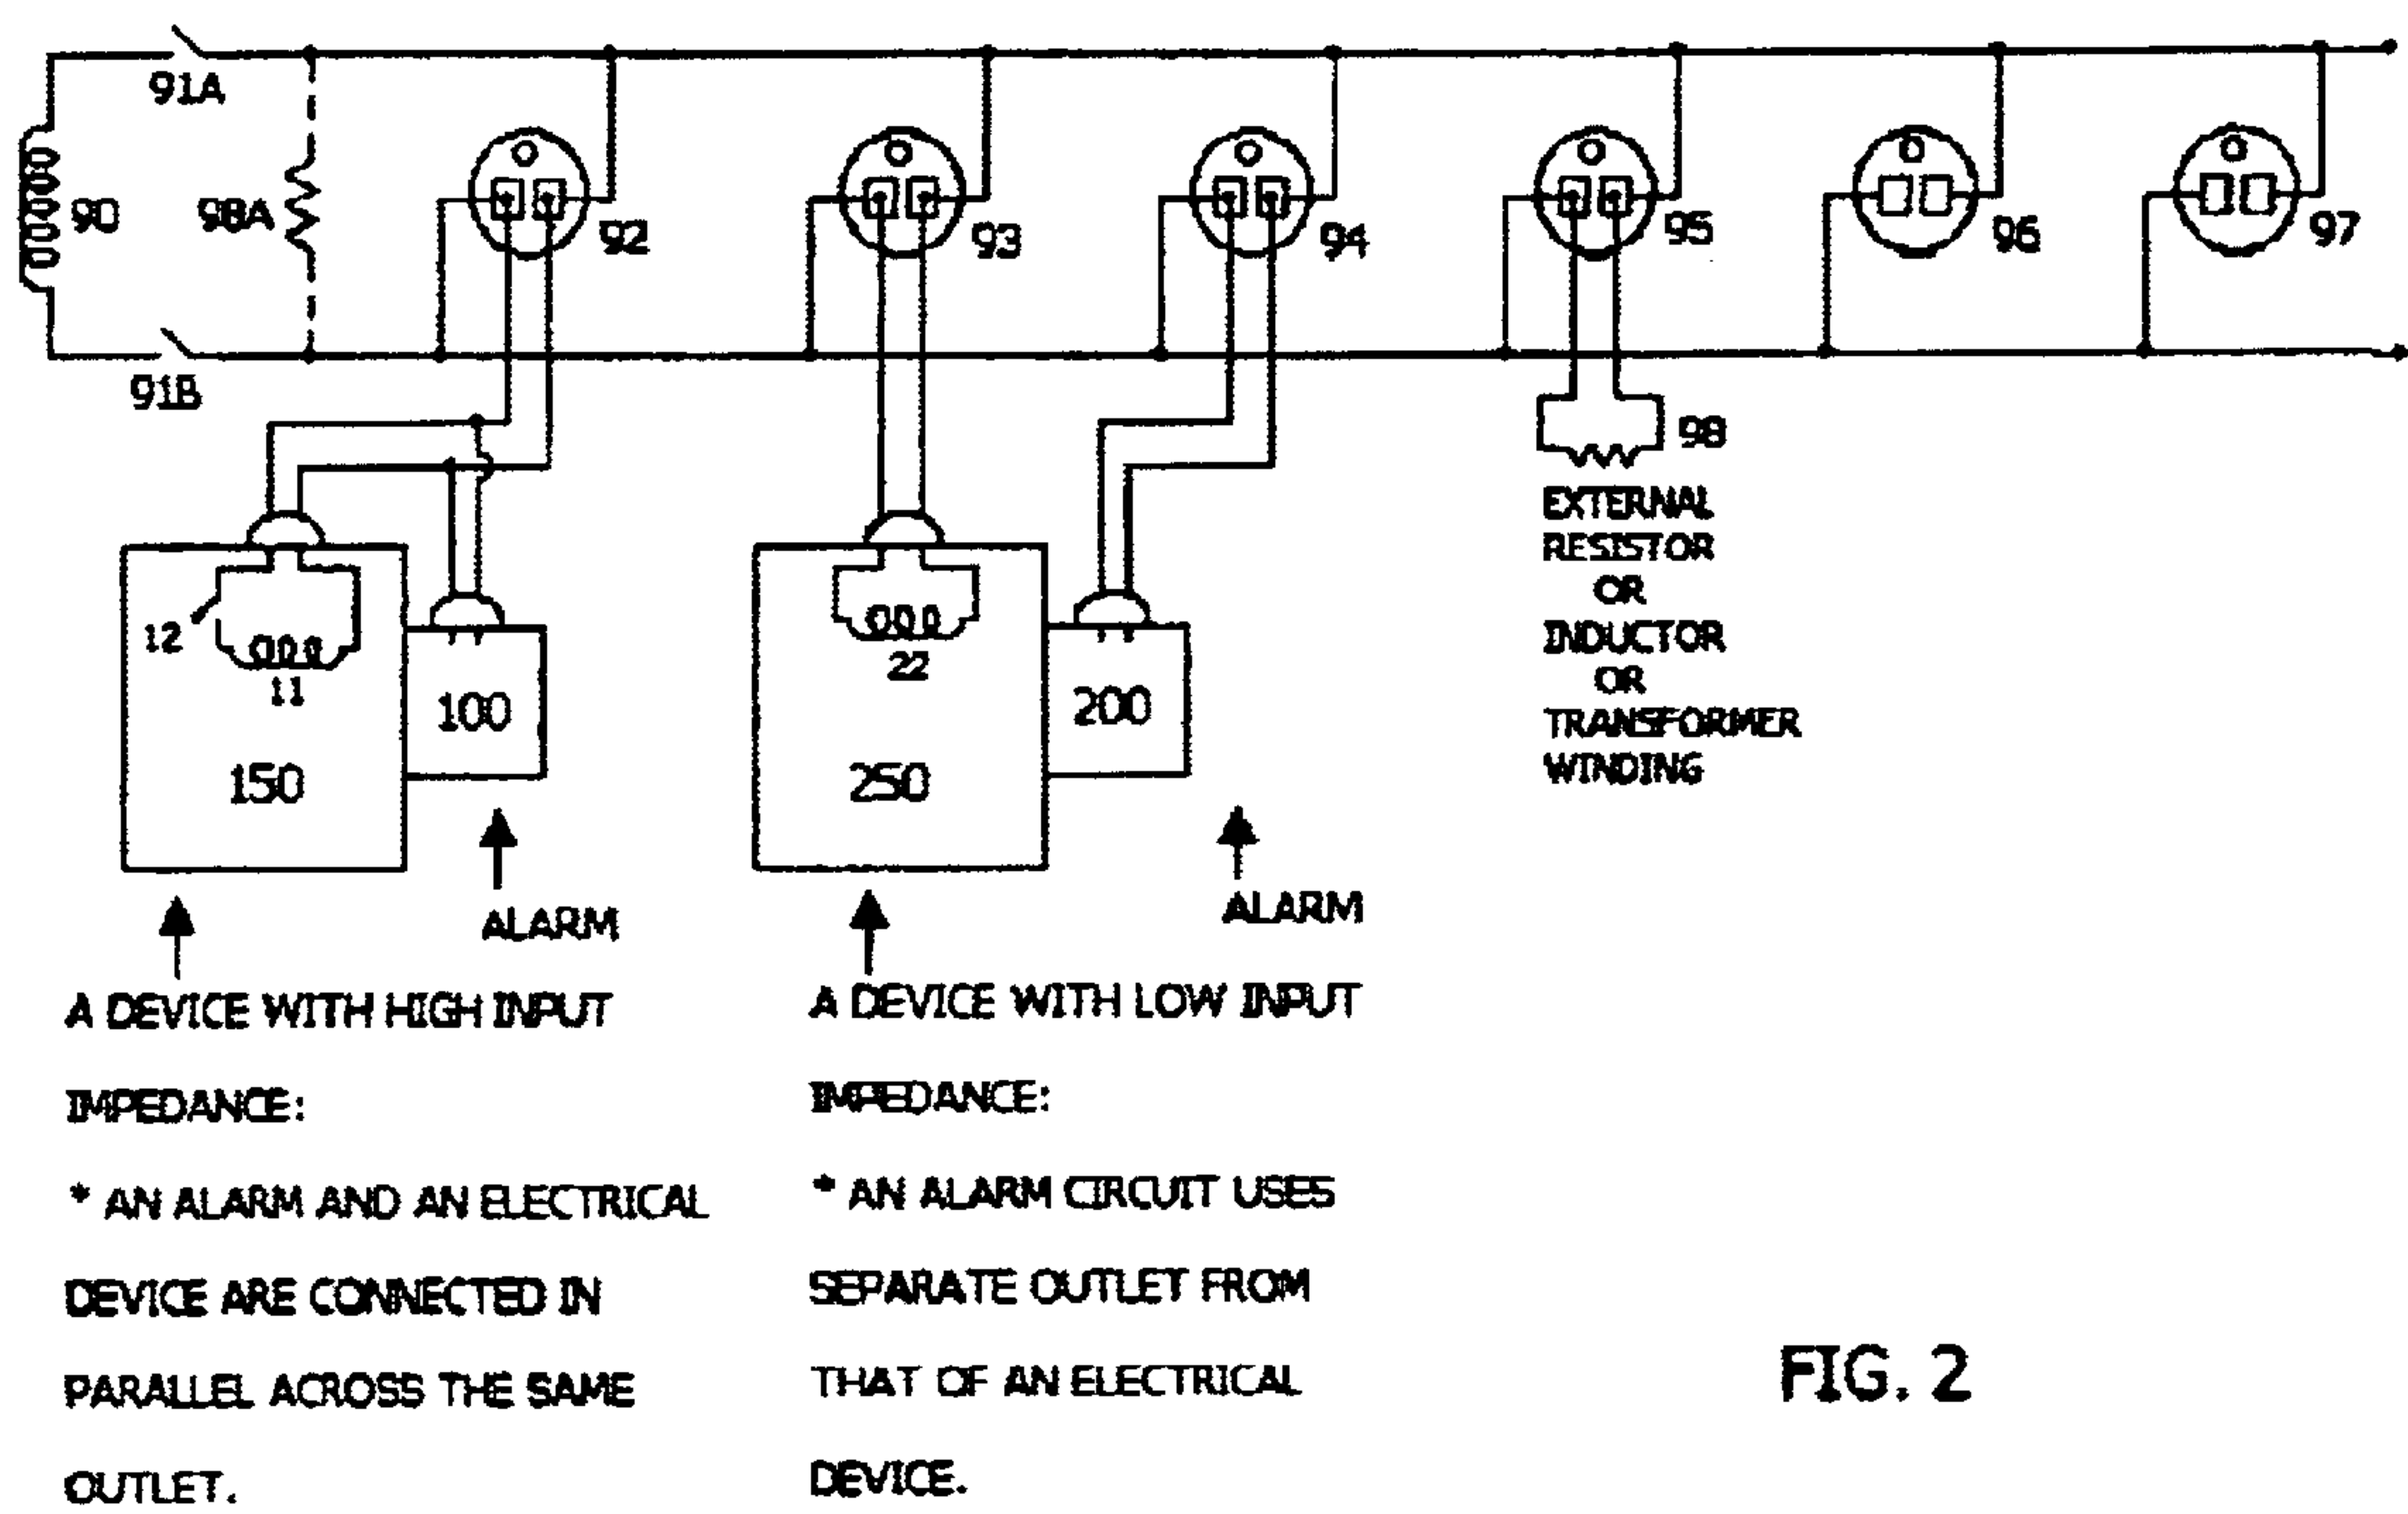 91A
90
98A
92
93
94
95
96
97
91B
98
EXTERNAL
RESISTOR
OR
INDUCTOR
OR
TRANSFORMER
WINDING
12
11
22
100
200
150
250
ALARM
ALARM
A DEVICE WITH HIGH INPUT
IMPEDANCE:
* AN ALARM AND AN ELECTRICAL
DEVICE ARE CONNECTED IN
PARALLEL ACROSS THE SAME
OUTLET.
A DEVICE WITH LOW INPUT
IMPEDANCE:
* AN ALARM CIRCUIT USES
SEPARATE OUTLET FROM
THAT OF AN ELECTRICAL
DEVICE.
FIG. 2